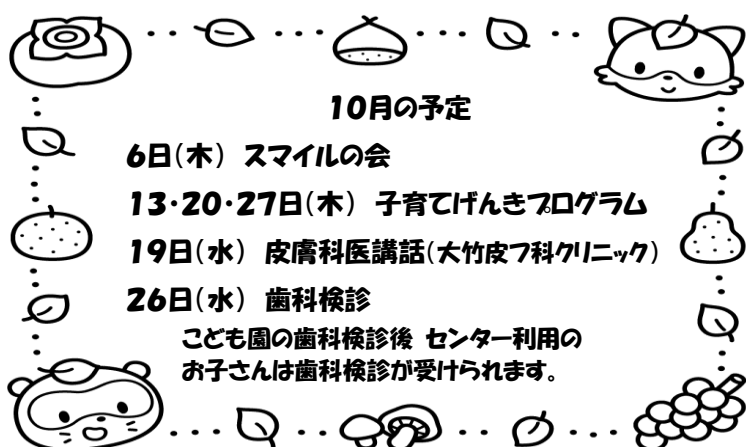 10月の予定
6日(木) スマイルの会
13・20・27日(木) 子育てげんきプログラム
19日(水) 皮膚科医講話(大竹皮フ科クリニック)
26日(水) 歯科検診
こども園の歯科検診後 センター利用の
お子さんは歯科検診が受けられます。